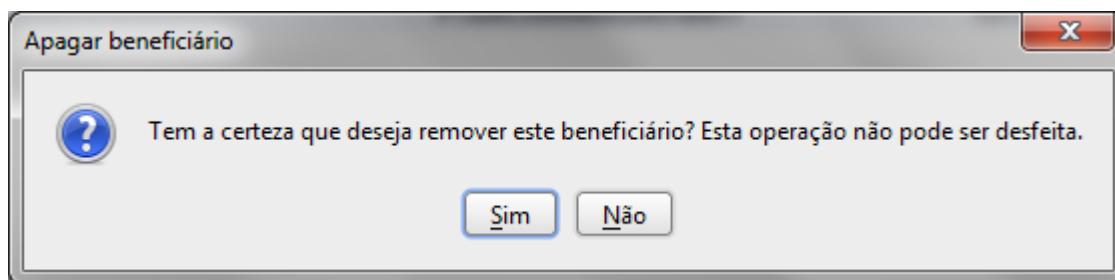 Apagar beneficiário
Tem a certeza que deseja remover este beneficiário? Esta operação não pode ser desfeita.
Sim Não